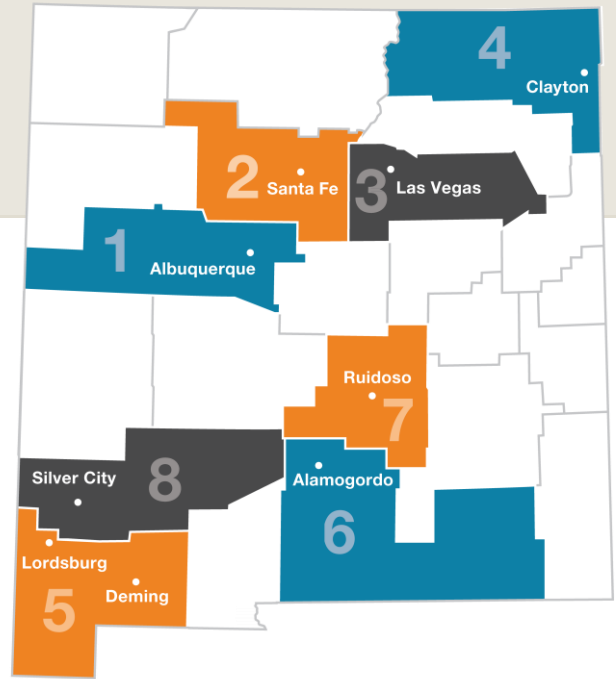 4
Clayton
2
Santa Fe
3
Las Vegas
1
Albuquerque
Ruidoso
7
Silver City
8
Alamogordo
6
Lordsburg
Deming
5